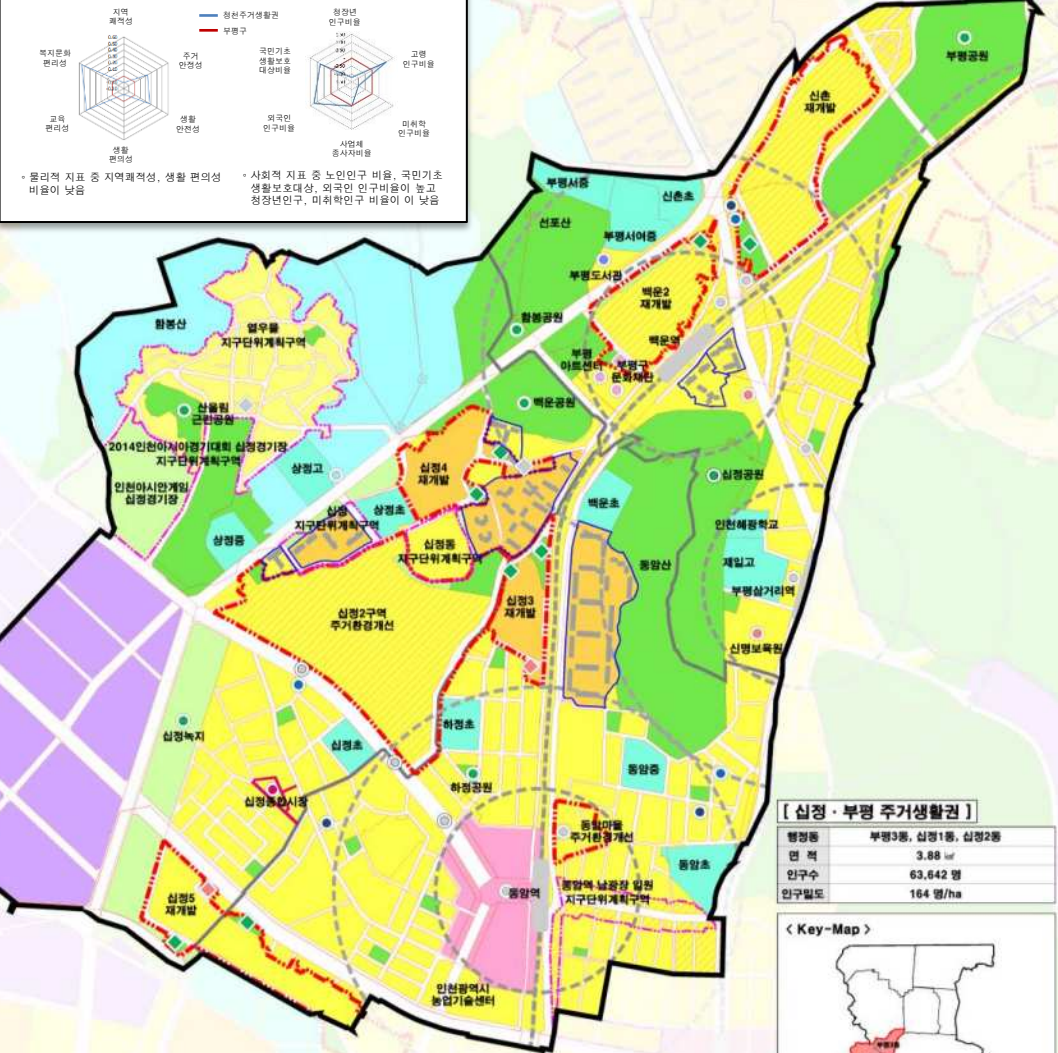 지역
쾌적성
주거
안정성
생활
안전성
생활
편의성
교육
편리성
복지문화
편리성
청천주거생활권
부평구
청장년
인구비율
고령
인구비율
미취학
인구비율
사업체
종사자비율
외국인
인구비율
국민기초
생활보호
대상비율
◦ 물리적 지표 중 지역쾌적성, 생활 편의성
비율이 낮음
◦ 사회적 지표 중 노인인구 비율, 국민기초
생활보호대상, 외국인 인구비율이 높고
청장년인구, 미취학인구 비율이 이 낮음
부평공원
신촌
재개발
부평서중
신촌초
선포산
부평서여중
부평도서관
백운2
재개발
함봉산
열우물
지구단위계획구역
함봉공원
백운역
부평
아트센터
부평구
문화재단
산울림
근린공원
백운공원
2014인천아시아경기대회 십정경기장
지구단위계획구역
인천아시안게임
십정경기장
상정고
십정4
재개발
십정공원
상정초
십정
지구단위계획구역
백운초
인천혜광학교
상정중
십정동
지구단위계획구역
동암산
제일고
부평삼거리역
십정3
재개발
십정2구역
주거환경개선
신명보육원
십정녹지
하정초
십정초
동암중
하정공원
십정종합시장
동암마을
주거환경개선
동암초
동암역
동암역 남광장 일원
지구단위계획구역
십정5
재개발
인천광역시
농업기술센터
[ 십정 · 부평 주거생활권 ]
행정동 부평3동, 십정1동, 십정2동
면 적 3.88 ㎢
인구수 63,642 명
인구밀도 164 명/ha
< Key-Map >
부평3동